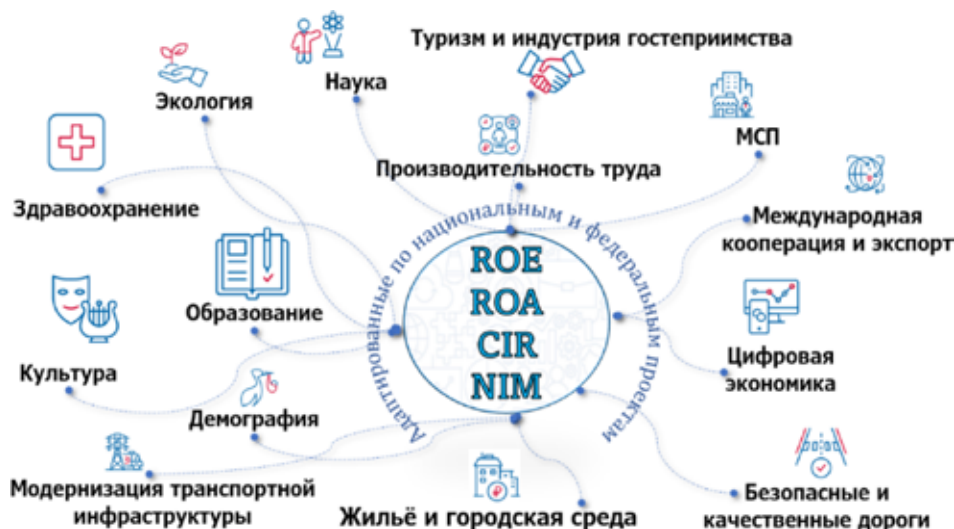 Туризм и индустрия гостеприимства
Наука
Экология
МСП
Производительность труда
Здравоохранение
Международная
кооперация и экспорт
Адаптированные по национальным и федеральным проектам
ROE
ROA
CIR
NIM
Образование
Цифровая
экономика
Культура
Демография
Модернизация транспортной
инфраструктуры
Жильё и городская среда
Безопасные и
качественные дороги